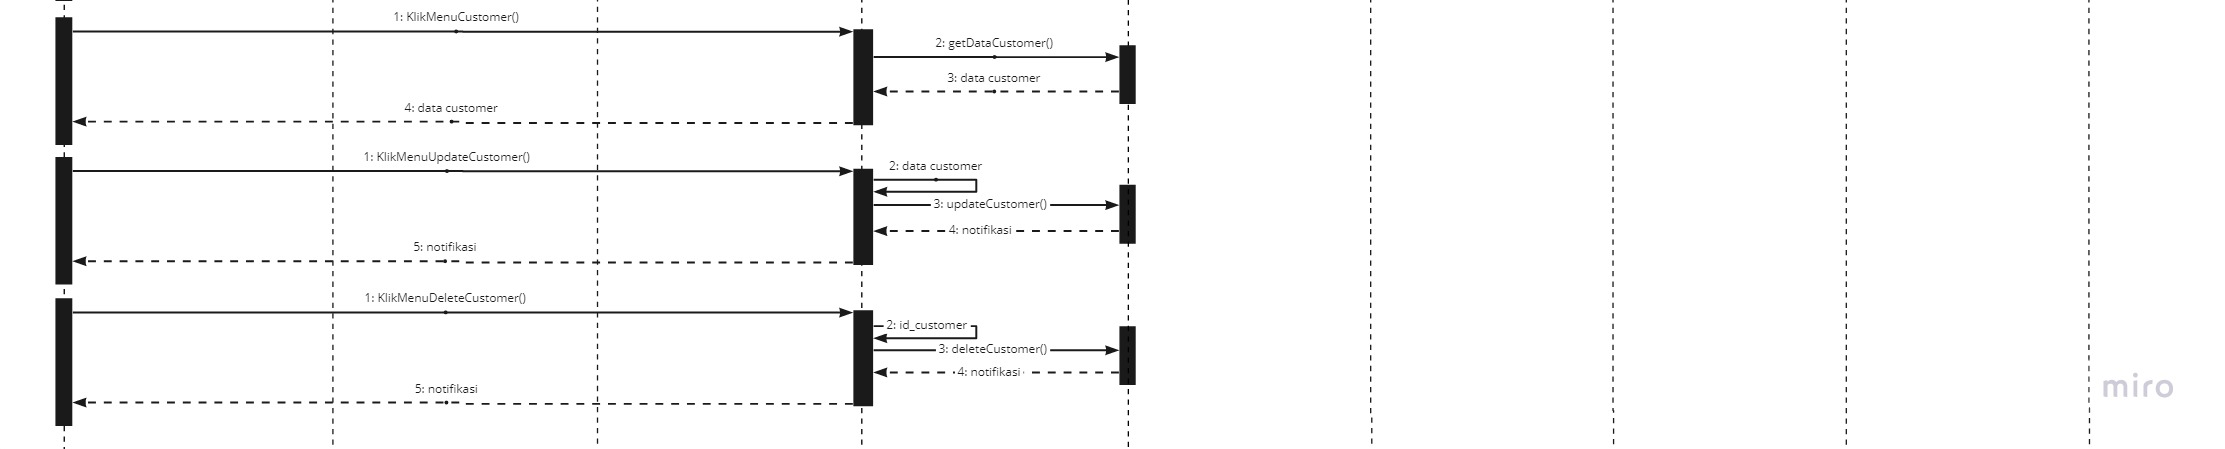 1: KlikMenuCustomer()
2: getDataCustomer()
3: data customer
4: data customer
1: KlikMenuUpdateCustomer()
2: data customer
3: updateCustomer()
4: notifikasi
5: notifikasi
1: KlikMenuDeleteCustomer()
2: id_customer
3: deleteCustomer()
4: notifikasi
5: notifikasi
miro